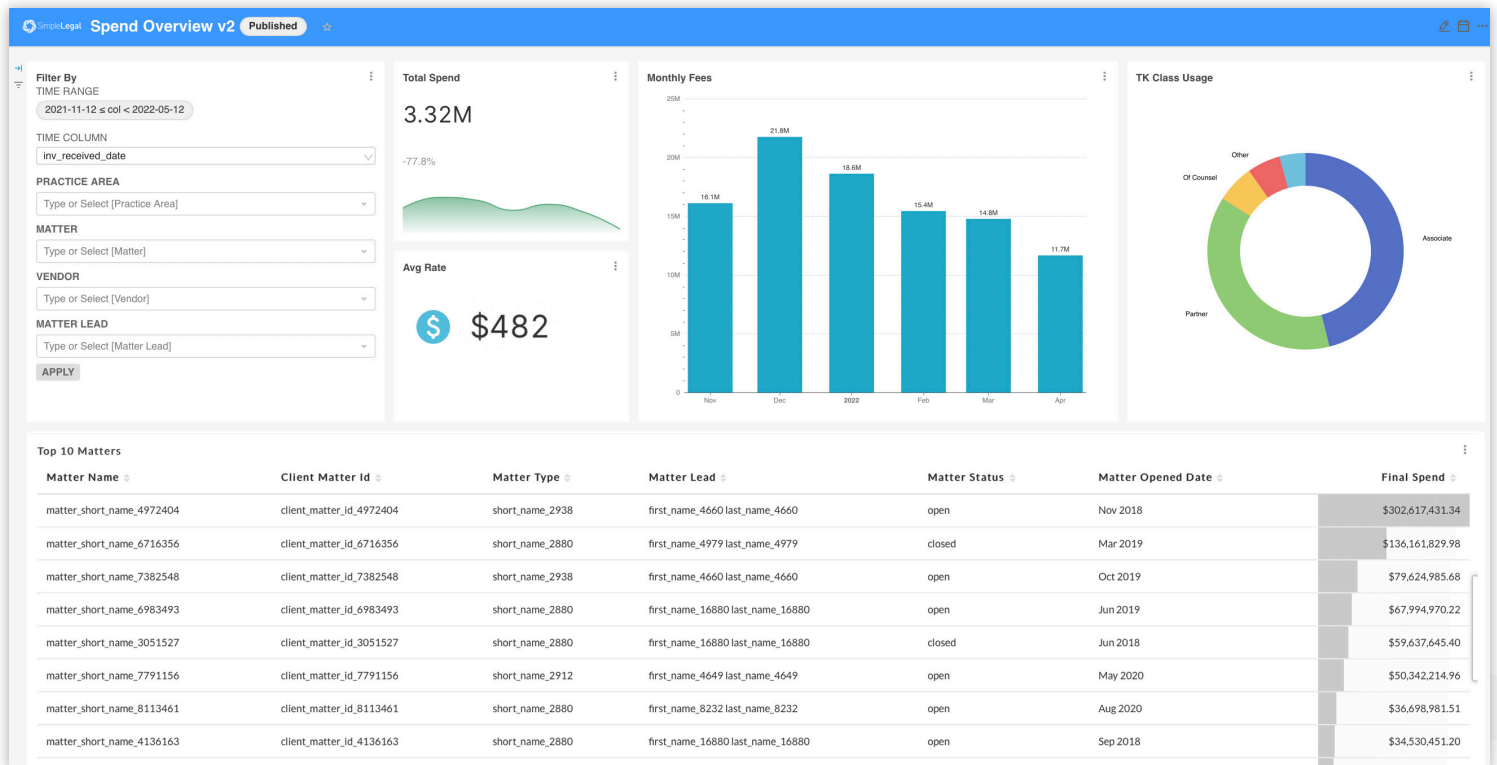 SimpleLegal Spend Overview v2 Published
Filter By
TIME RANGE
2021-11-12 ≤ col < 2022-05-12
TIME COLUMN
inv_received_date
PRACTICE AREA
Type or Select [Practice Area]
MATTER
Type or Select [Matter]
VENDOR
Type or Select [Vendor]
MATTER LEAD
Type or Select [Matter Lead]
APPLY
Total Spend
3.32M
-77.8%
Avg Rate
$
$482
Monthly Fees
25M
20M
15M
10M
5M
0
16.1M
21.8M
18.6M
15.4M
14.8M
11.7M
Nov Dec 2022 Feb Mar Apr
TK Class Usage
Other
Of Counsel
Associate
Partner
Top 10 Matters
Matter Name Client Matter Id Matter Type Matter Lead Matter Status Matter Opened Date Final Spend
matter_short_name_4972404 client_matter_id_4972404 short_name_2938 first_name_4660 last_name_4660 open Nov 2018 $302,617,431.34
matter_short_name_6716356 client_matter_id_6716356 short_name_2880 first_name_4979 last_name_4979 closed Mar 2019 $136,161,829.98
matter_short_name_7382548 client_matter_id_7382548 short_name_2938 first_name_4660 last_name_4660 open Oct 2019 $79,624,985.68
matter_short_name_6983493 client_matter_id_6983493 short_name_2880 first_name_16880 last_name_16880 open Jun 2019 $67,994,970.22
matter_short_name_3051527 client_matter_id_3051527 short_name_2880 first_name_16880 last_name_16880 closed Jun 2018 $59,637,645.40
matter_short_name_7791156 client_matter_id_7791156 short_name_2912 first_name_4649 last_name_4649 open May 2020 $50,342,214.96
matter_short_name_8113461 client_matter_id_8113461 short_name_2880 first_name_8232 last_name_8232 open Aug 2020 $36,698,981.51
matter_short_name_4136163 client_matter_id_4136163 short_name_2880 first_name_16880 last_name_16880 open Sep 2018 $34,530,451.20